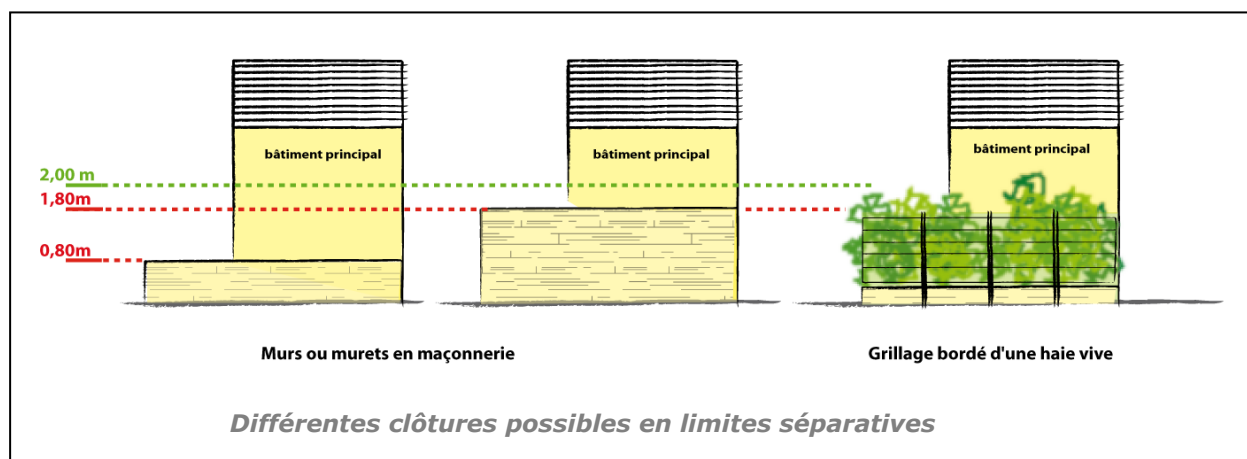 bâtiment principal
bâtiment principal
bâtiment principal
2,00 m
1,80m
0,80m
Murs ou murets en maçonnerie
Grillage bordé d'une haie vive
Différentes clôtures possibles en limites séparatives